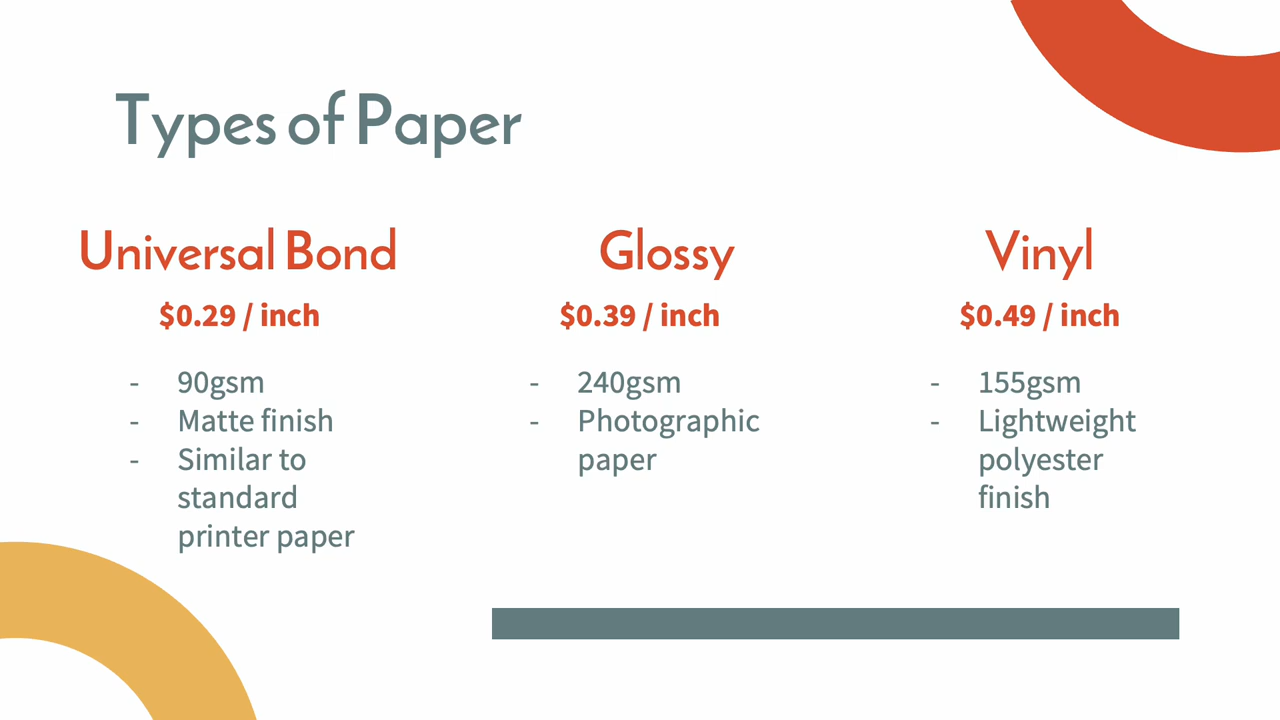 Types of Paper
Universal Bond
$0.29 / inch
- 90gsm
- Matte finish
- Similar to
standard
printer paper
Glossy
$0.39 / inch
- 240gsm
- Photographic
paper
Vinyl
$0.49 / inch
- 155gsm
- Lightweight
polyester
finish